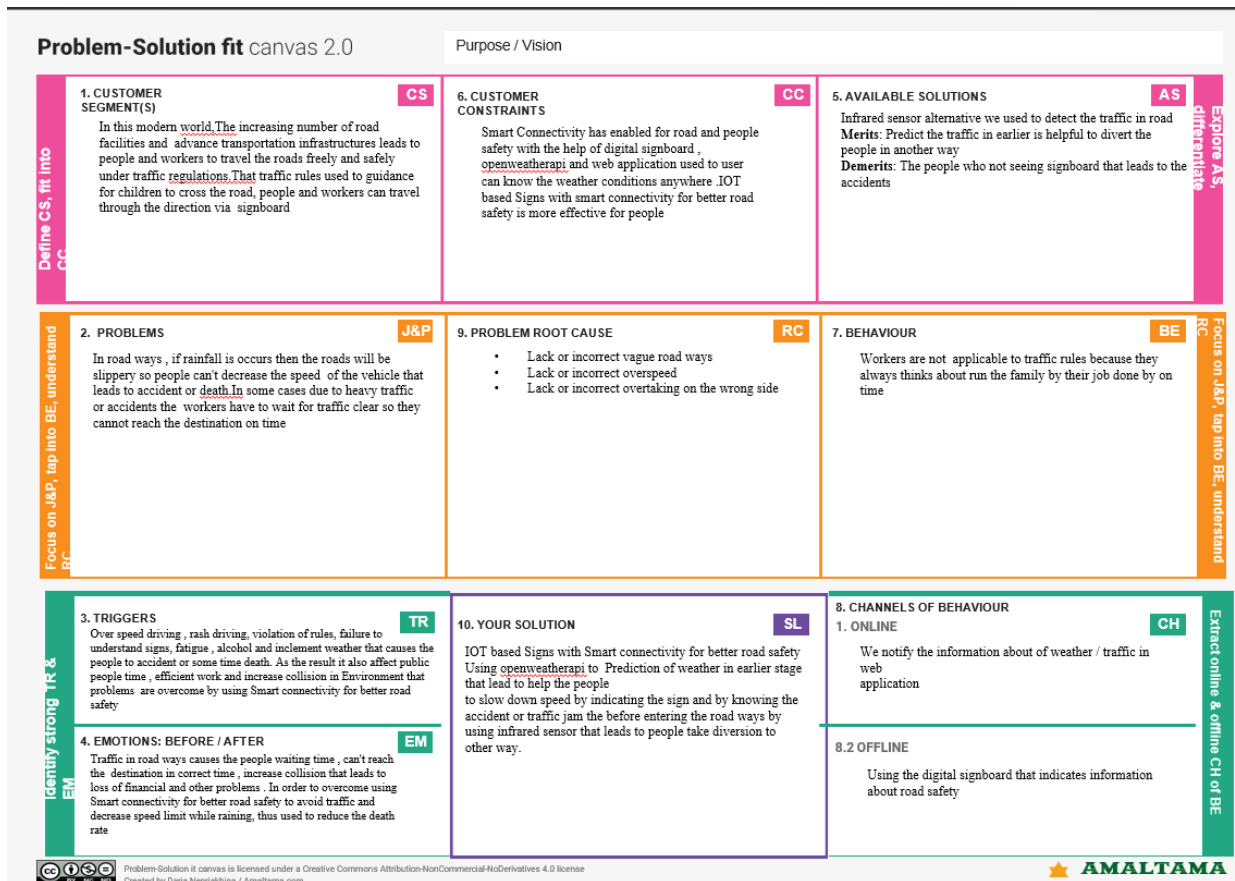 Problem-Solution fit canvas 2.0
Purpose / Vision
Define CS, fit into
CC
1. CUSTOMER
SEGMENT(S)
CS
In this modern world,The increasing number of road
facilities and advance transportation infrastructures leads to
people and workers to travel the roads freely and safely
under traffic regulations.That traffic rules used to guidance
for children to cross the road, people and workers can travel
through the direction via signboard
6. CUSTOMER
CONSTRAINTS
CC
Smart Connectivity has enabled for road and people
safety with the help of digital signboard ,
openweatherapi and web application used to user
can know the weather conditions anywhere .IOT
based Signs with smart connectivity for better road
safety is more effective for people
5. AVAILABLE SOLUTIONS
AS
Infrared sensor alternative we used to detect the traffic in road
Merits: Predict the traffic in earlier is helpful to divert the
people in another way
Demerits: The people who not seeing signboard that leads to the
accidents
Explore AS,
differentiate
Focus on J&P, tap into BE, understand
RC
2. PROBLEMS
J&P
In road ways , if rainfall is occurs then the roads will be
slippery so people can't decrease the speed of the vehicle that
leads to accident or death.In some cases due to heavy traffic
or accidents the workers have to wait for traffic clear so they
cannot reach the destination on time
9. PROBLEM ROOT CAUSE
RC
• Lack or incorrect vague road ways
• Lack or incorrect overspeed
• Lack or incorrect overtaking on the wrong side
7. BEHAVIOUR
BE
Workers are not applicable to traffic rules because they
always thinks about run the family by their job done by on
time
Focus on J&P, tap into BE, understand
RC
Identify strong TR &
EM
3. TRIGGERS
TR
Over speed driving , rash driving, violation of rules, failure to
understand signs, fatigue , alcohol and inclement weather that causes the
people to accident or some time death. As the result it also affect public
people time , efficient work and increase collision in Environment that
problems are overcome by using Smart connectivity for better road
safety
4. EMOTIONS: BEFORE / AFTER
EM
Traffic in road ways causes the people waiting time , can't reach
the destination in correct time , increase collision that leads to
loss of financial and other problems . In order to overcome using
Smart connectivity for better road safety to avoid traffic and
decrease speed limit while raining, thus used to reduce the death
rate
10. YOUR SOLUTION
SL
IOT based Signs with Smart connectivity for better road safety
Using openweatherapi to Prediction of weather in earlier stage
that lead to help the people
to slow down speed by indicating the sign and by knowing the
accident or traffic jam the before entering the road ways by
using infrared sensor that leads to people take diversion to
other way.
8. CHANNELS OF BEHAVIOUR
1. ONLINE
CH
We notify the information about of weather / traffic in
web
application
8.2 OFFLINE
Using the digital signboard that indicates information
about road safety
Extract online & offline CH of BE
Problem-Solution it canvas is licensed under a Creative Commons Attribution-NonCommercial-NoDerivatives 4.0 license
Created by Daria Nepriakhina / Amaltama.com
AMALTAMA